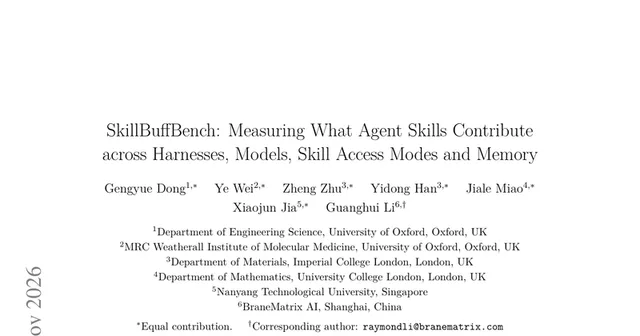 SkillBuffBench: Measuring What Agent Skills Contribute
across Harnesses, Models, Skill Access Modes and Memory
Gengyue Dong1,* Ye Wei2,* Zheng Zhu3,* Yidong Han3,* Jiale Miao4,*
Xiaojun Jia5,* Guanghui Li6,†
1Department of Engineering Science, University of Oxford, Oxford, UK
2MRC Weatherall Institute of Molecular Medicine, University of Oxford, Oxford, UK
3Department of Materials, Imperial College London, London, UK
4Department of Mathematics, University College London, London, UK
5Nanyang Technological University, Singapore
6BraneMatrix AI, Shanghai, China
*Equal contribution. †Corresponding author: raymondli@branematrix.com
ov 2026